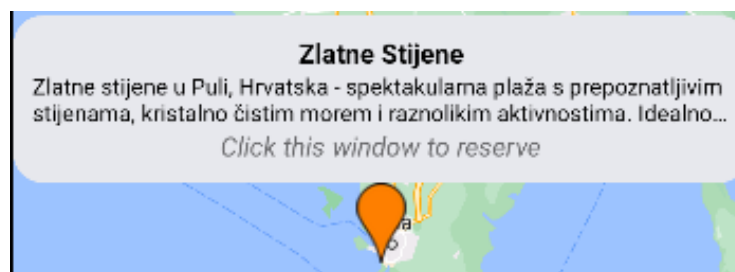 Zlatne Stijene
Zlatne stijene u Puli, Hrvatska - spektakularna plaža s prepoznatljivim
stijenama, kristalno čistim morem i raznolikim aktivnostima. Idealno...
Click this window to reserve
a
o